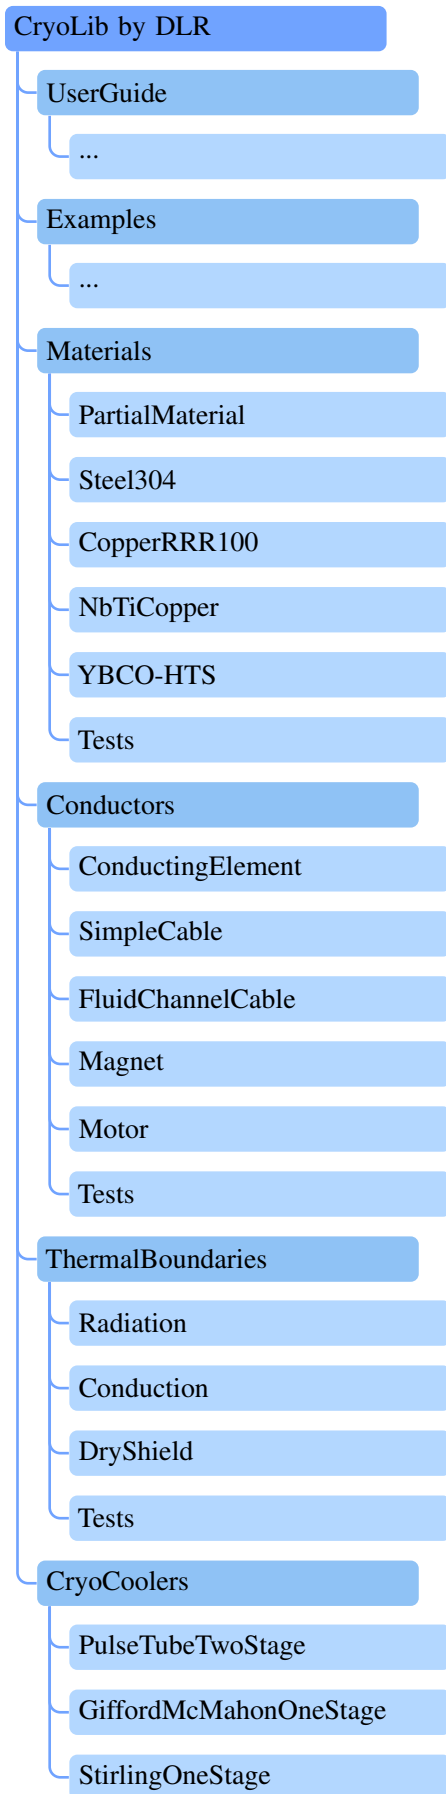 CryoLib by DLR
UserGuide
...
Examples
...
Materials
PartialMaterial
Steel304
CopperRRR100
NbTiCopper
YBCO-HTS
Tests
Conductors
ConductingElement
SimpleCable
FluidChannelCable
Magnet
Motor
Tests
ThermalBoundaries
Radiation
Conduction
DryShield
Tests
CryoCoolers
PulseTubeTwoStage
GiffordMcMahonOneStage
StirlingOneStage